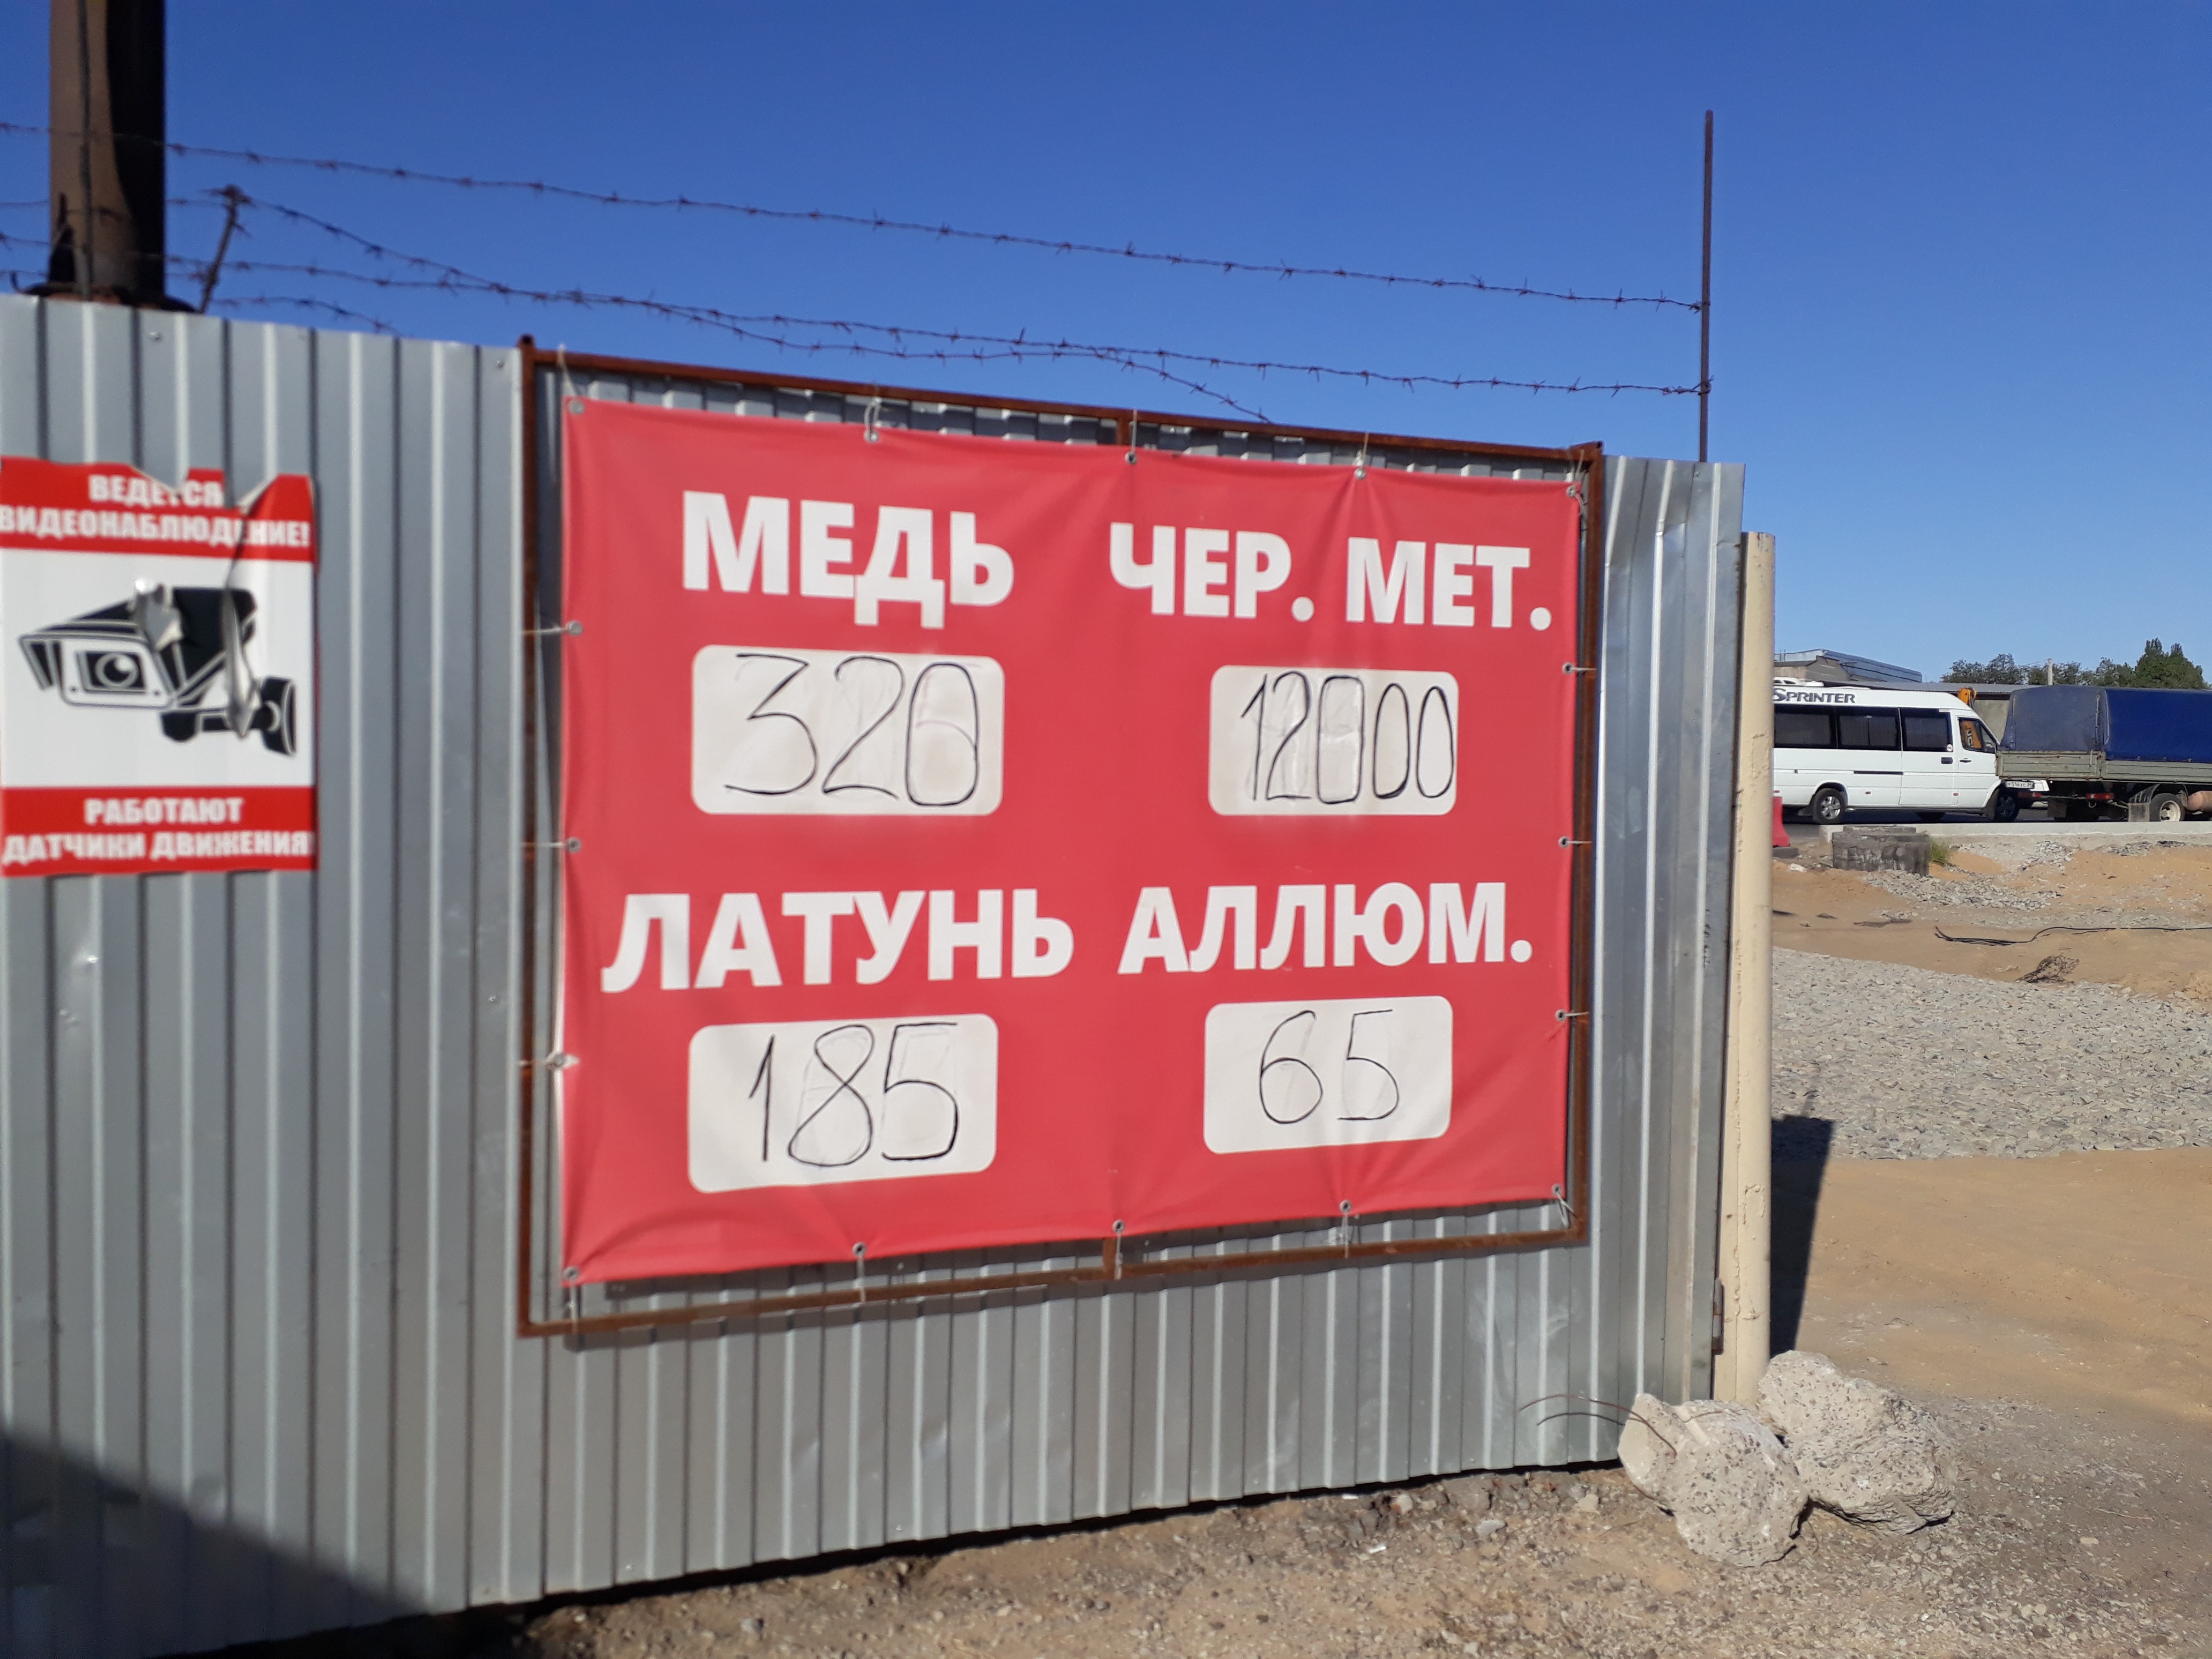 ВЕДЕТСЯ
ВИДЕОНАБЛЮДЕНИЕ!
РАБОТАЮТ
ДАТЧИКИ ДВИЖЕНИЯ!
МЕДЬ ЧЕР. МЕТ.
320 12000
ЛАТУНЬ АЛЛЮМ.
185 65
SPRINTER